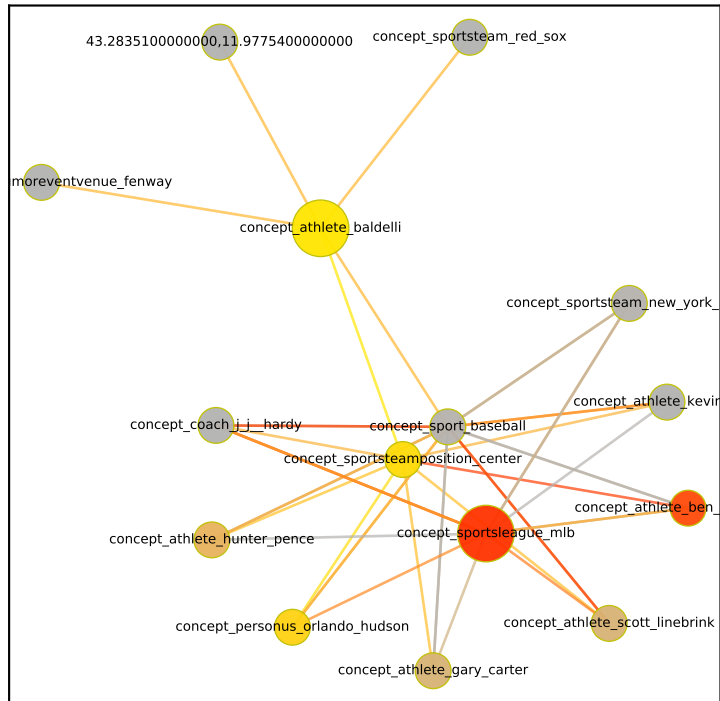 43.2835100000000,11.9775400000000
concept_sportsteam_red_sox
moreventvenue_fenway
concept_athlete_baldelli
concept_sportsteam_new_york_
concept_athlete_kevin
concept_coach_j_j__hardy
concept_sport_baseball
concept_sportsteamposition_center
concept_athlete_ben_
concept_sportsleague_mlb
concept_athlete_hunter_pence
concept_personus_orlando_hudson
concept_athlete_scott_linebrink
concept_athlete_gary_carter